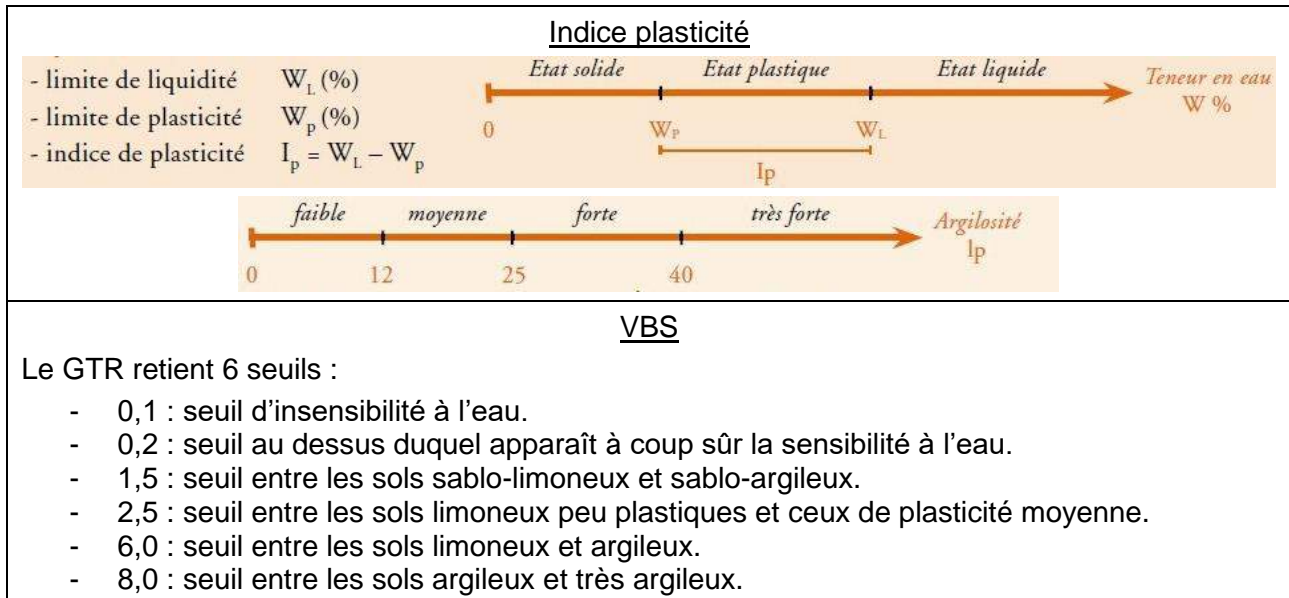 Indice plasticité
- limite de liquidité W_L (%)
- limite de plasticité W_p (%)
- indice de plasticité I_p = W_L – W_p
Etat solide Etat plastique Etat liquide
Teneur en eau
W %
0 W_P W_L
Ip
faible moyenne forte très forte
Argilosité
Ip
0 12 25 40
VBS
Le GTR retient 6 seuils :
- 0,1 : seuil d’insensibilité à l’eau.
- 0,2 : seuil au dessus duquel apparaît à coup sûr la sensibilité à l’eau.
- 1,5 : seuil entre les sols sablo-limoneux et sablo-argileux.
- 2,5 : seuil entre les sols limoneux peu plastiques et ceux de plasticité moyenne.
- 6,0 : seuil entre les sols limoneux et argileux.
- 8,0 : seuil entre les sols argileux et très argileux.